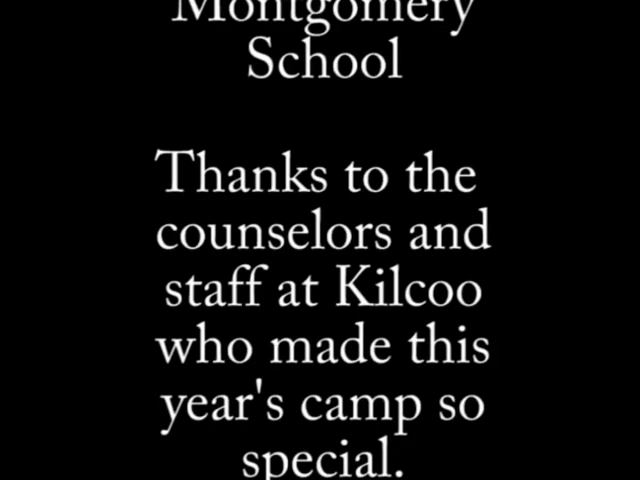 Montgomery
School
Thanks to the
counselors and
staff at Kilcoo
who made this
year's camp so
special.